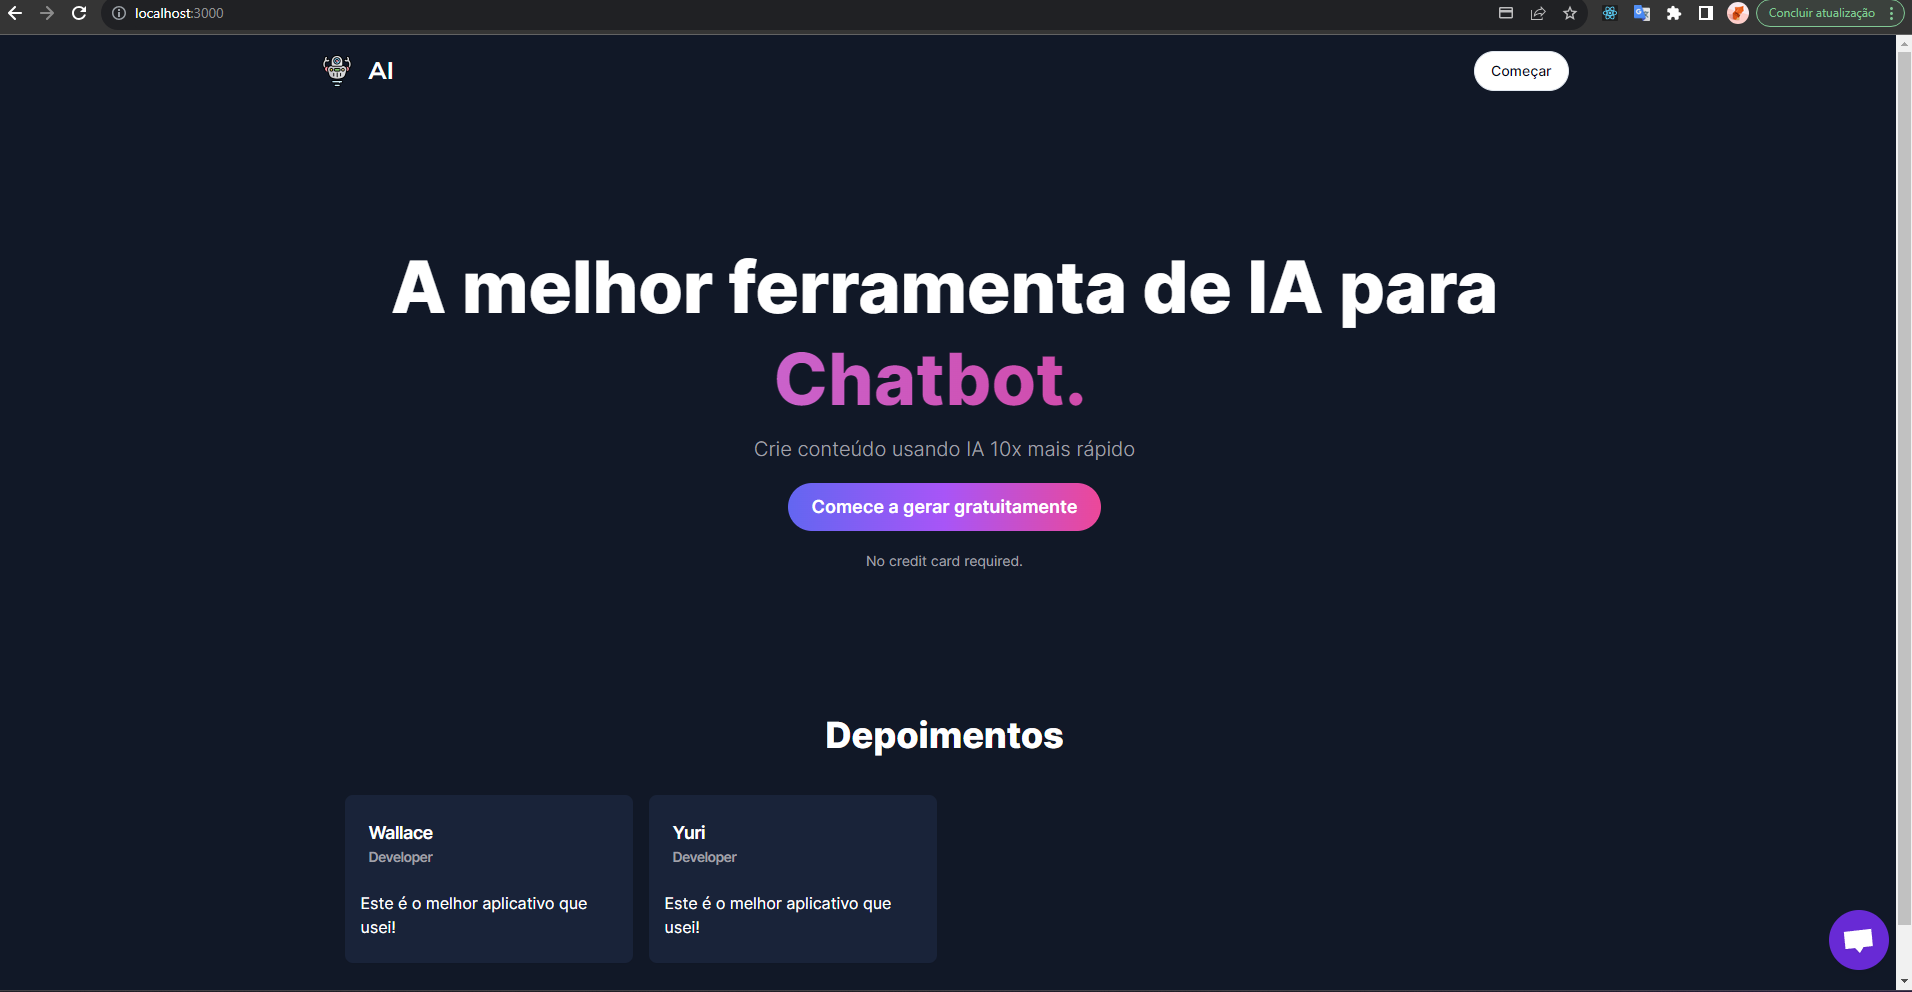 localhost:3000
Concluir atualização
AI
Começar
A melhor ferramenta de IA para
Chatbot.
Crie conteúdo usando IA 10x mais rápido
Comece a gerar gratuitamente
No credit card required.
Depoimentos
Wallace
Developer
Este é o melhor aplicativo que
usei!
Yuri
Developer
Este é o melhor aplicativo que
usei!